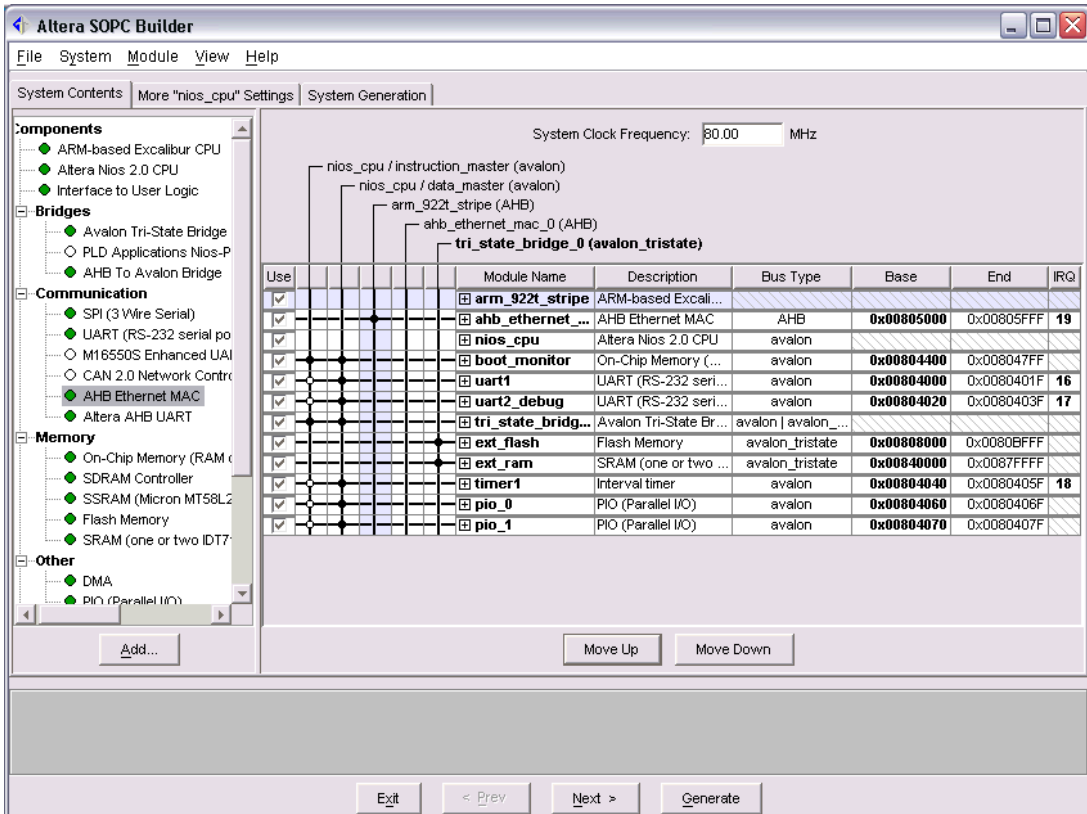 Altera SOPC Builder
File System Module View Help
System Contents More "nios_cpu" Settings System Generation
Components
ARM-based Excalibur CPU
Altera Nios 2.0 CPU
Interface to User Logic
Bridges
Avalon Tri-State Bridge
PLD Applications Nios-P
AHB To Avalon Bridge
Communication
SPI (3 Wire Serial)
UART (RS-232 serial po
M16550S Enhanced UAI
CAN 2.0 Network Contro
AHB Ethernet MAC
Altera AHB UART
Memory
On-Chip Memory (RAM o
SDRAM Controller
SSRAM (Micron MT58L2
Flash Memory
SRAM (one or two IDT7
Other
DMA
PIO (Parallel I/O)
Add...
System Clock Frequency: 80.00 MHz
nios_cpu / instruction_master (avalon)
nios_cpu / data_master (avalon)
arm_922t_stripe (AHB)
ahb_ethernet_mac_0 (AHB)
tri_state_bridge_0 (avalon_tristate)
Use Module Name Description Bus Type Base End IRQ
arm_922t_stripe ARM-based Excali...
ahb_ethernet_... AHB Ethernet MAC AHB 0x00805000 0x00805FFF 19
nios_cpu Altera Nios 2.0 CPU avalon
boot_monitor On-Chip Memory (... avalon 0x00804400 0x008047FF
uart1 UART (RS-232 seri... avalon 0x00804000 0x0080401F 16
uart2_debug UART (RS-232 seri... avalon 0x00804020 0x0080403F 17
tri_state_bridg... Avalon Tri-State Br... avalon | avalon_...
ext_flash Flash Memory avalon_tristate 0x00808000 0x0080BFFF
ext_ram SRAM (one or two ... avalon_tristate 0x00840000 0x0087FFFF
timer1 Interval timer avalon 0x00804040 0x0080405F 18
pio_0 PIO (Parallel I/O) avalon 0x00804060 0x0080406F
pio_1 PIO (Parallel I/O) avalon 0x00804070 0x0080407F
Move Up Move Down
Exit < Prev Next > Generate